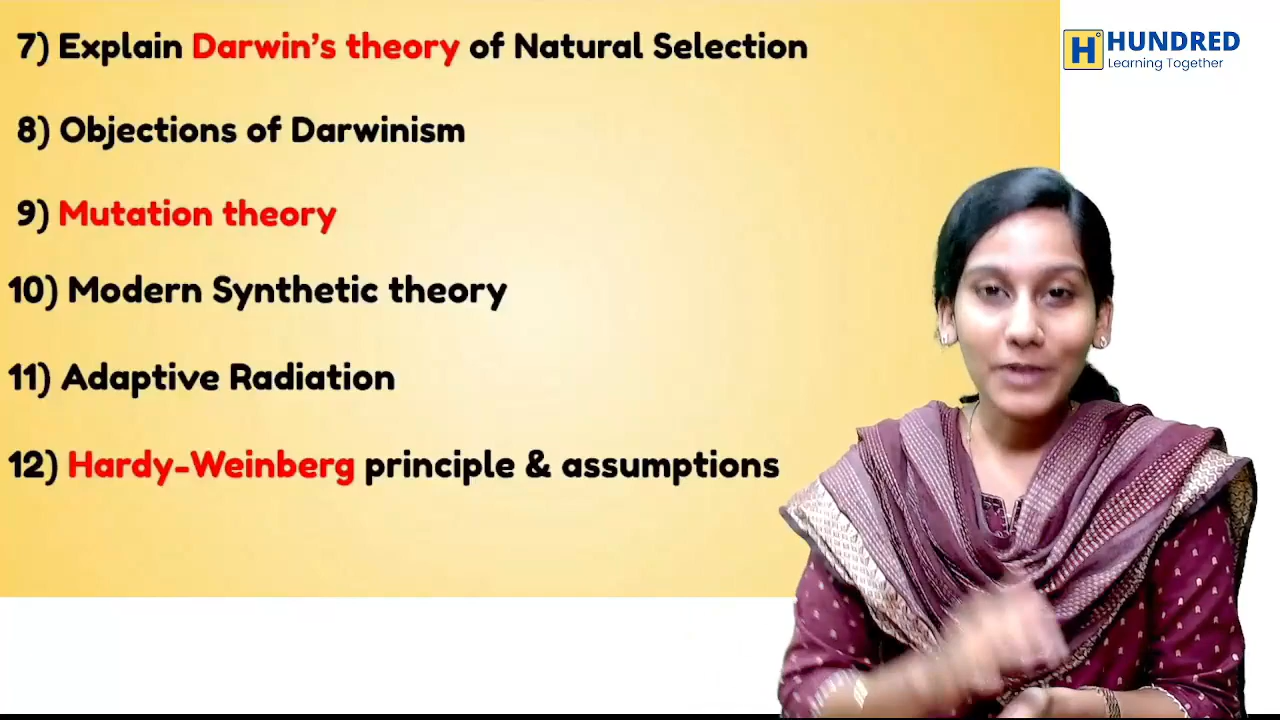 7) Explain Darwin's theory of Natural Selection
8) Objections of Darwinism
9) Mutation theory
10) Modern Synthetic theory
11) Adaptive Radiation
12) Hardy-Weinberg principle & assumptions
H HUNDRED
Learning Together